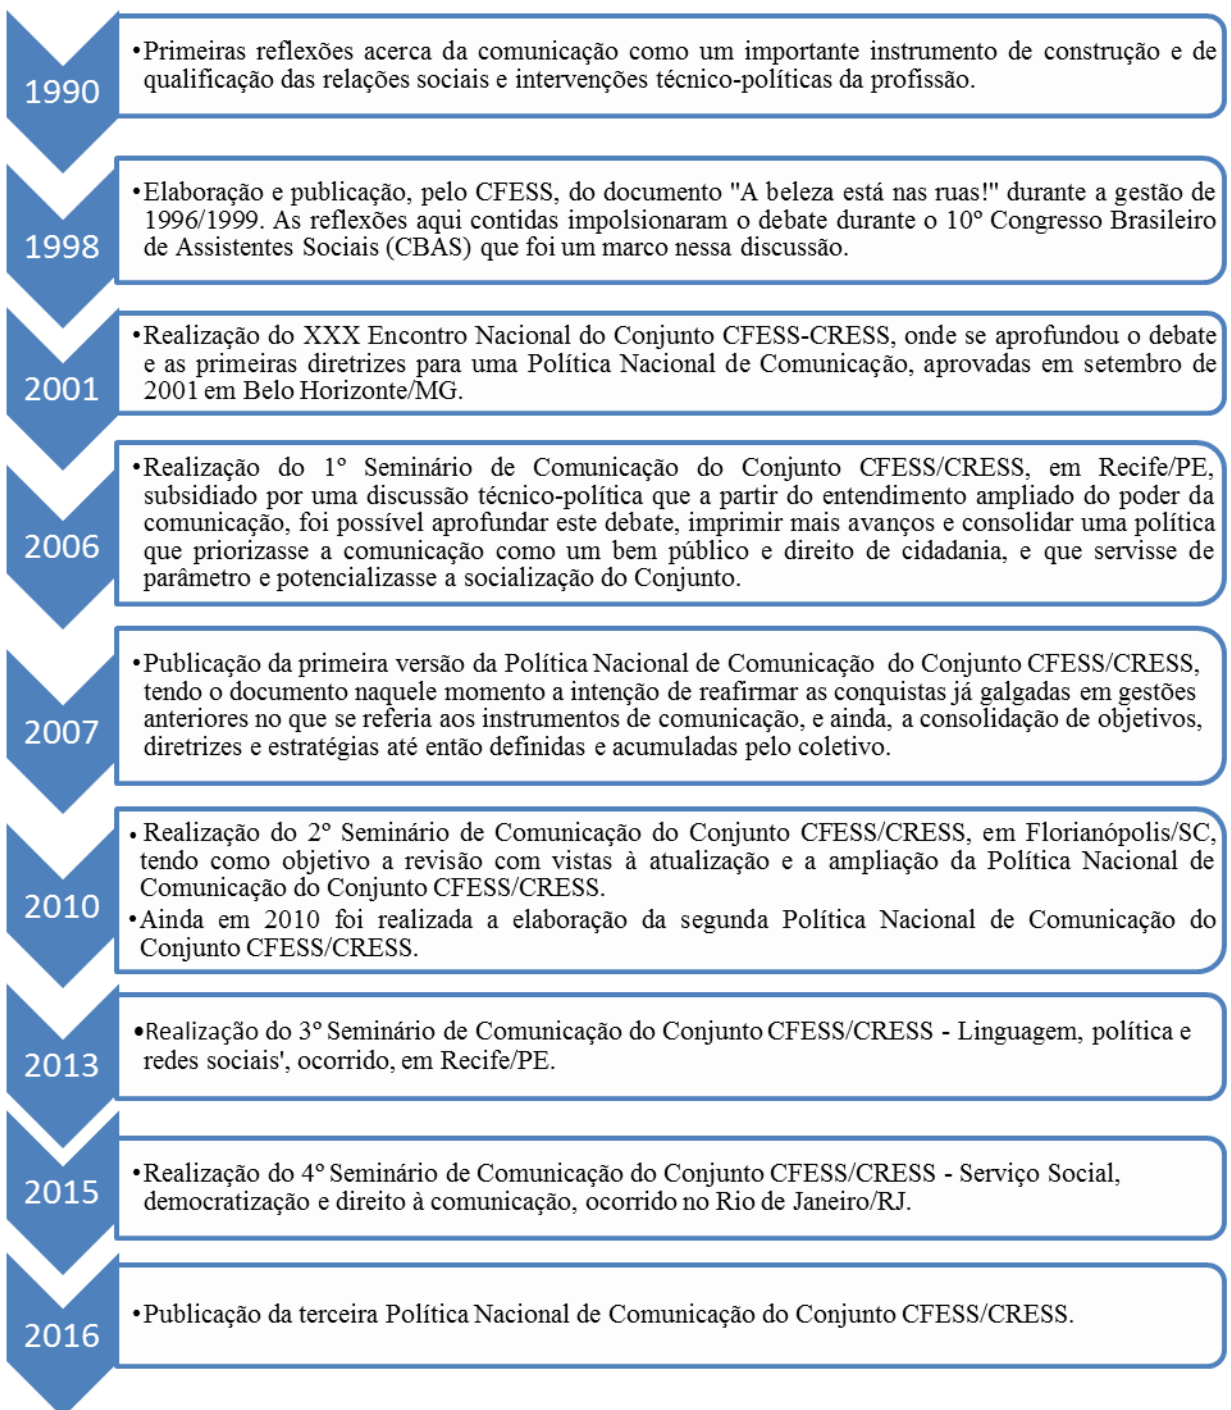 1990
•Primeiras reflexões acerca da comunicação como um importante instrumento de construção e de
qualificação das relações sociais e intervenções técnico-políticas da profissão.
1998
•Elaboração e publicação, pelo CFESS, do documento "A beleza está nas ruas!" durante a gestão de
1996/1999. As reflexões aqui contidas impolsionaram o debate durante o 10º Congresso Brasileiro
de Assistentes Sociais (CBAS) que foi um marco nessa discussão.
2001
•Realização do XXX Encontro Nacional do Conjunto CFESS-CRESS, onde se aprofundou o debate
e as primeiras diretrizes para uma Política Nacional de Comunicação, aprovadas em setembro de
2001 em Belo Horizonte/MG.
2006
•Realização do 1º Seminário de Comunicação do Conjunto CFESS/CRESS, em Recife/PE,
subsidiado por uma discussão técnico-política que a partir do entendimento ampliado do poder da
comunicação, foi possível aprofundar este debate, imprimir mais avanços e consolidar uma política
que priorizasse a comunicação como um bem público e direito de cidadania, e que servisse de
parâmetro e potencializasse a socialização do Conjunto.
2007
•Publicação da primeira versão da Política Nacional de Comunicação do Conjunto CFESS/CRESS,
tendo o documento naquele momento a intenção de reafirmar as conquistas já galgadas em gestões
anteriores no que se referia aos instrumentos de comunicação, e ainda, a consolidação de objetivos,
diretrizes e estratégias até então definidas e acumuladas pelo coletivo.
2010
• Realização do 2º Seminário de Comunicação do Conjunto CFESS/CRESS, em Florianópolis/SC,
tendo como objetivo a revisão com vistas à atualização e a ampliação da Política Nacional de
Comunicação do Conjunto CFESS/CRESS.
•Ainda em 2010 foi realizada a elaboração da segunda Política Nacional de Comunicação do
Conjunto CFESS/CRESS.
2013
•Realização do 3º Seminário de Comunicação do Conjunto CFESS/CRESS - Linguagem, política e
redes sociais', ocorrido, em Recife/PE.
2015
•Realização do 4º Seminário de Comunicação do Conjunto CFESS/CRESS - Serviço Social,
democratização e direito à comunicação, ocorrido no Rio de Janeiro/RJ.
2016
•Publicação da terceira Política Nacional de Comunicação do Conjunto CFESS/CRESS.